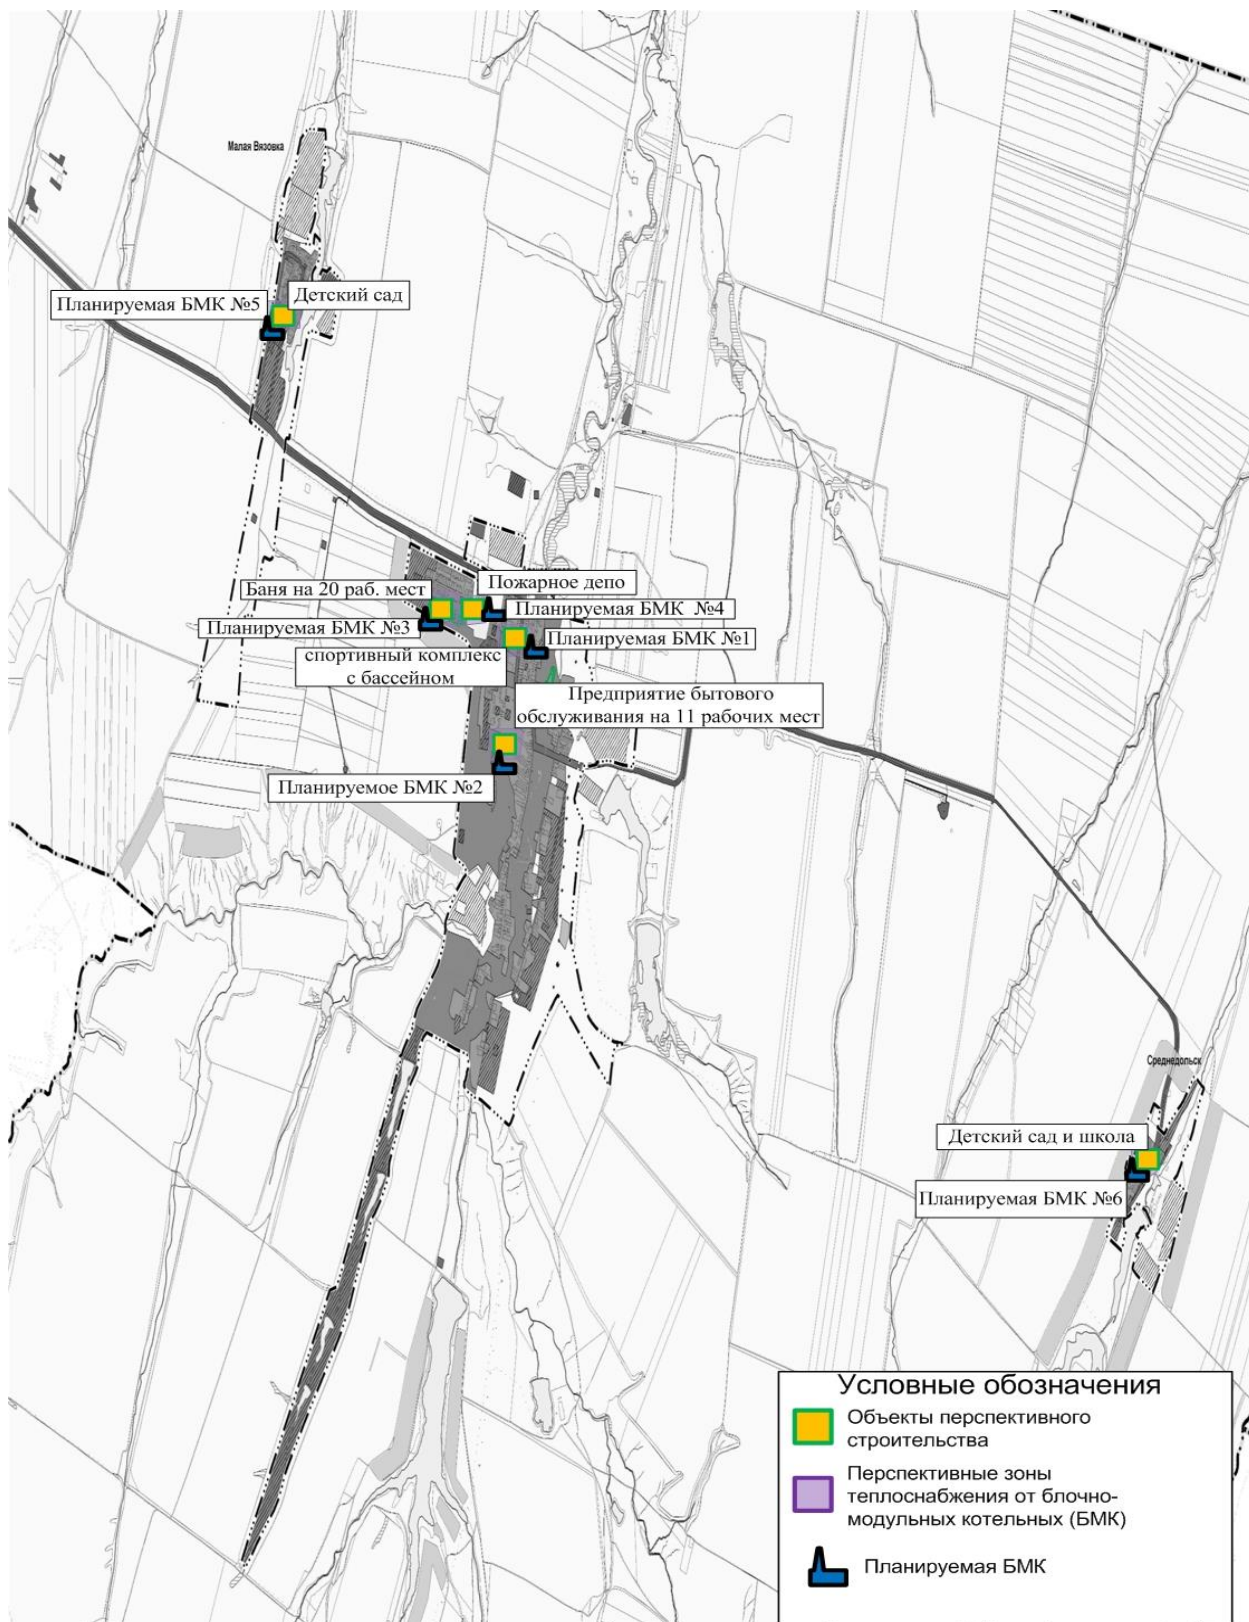 Малая Вязовка
Планируемая БМК №5
Детский сад
Пожарное депо
Баня на 20 раб. мест
Планируемая БМК №4
Планируемая БМК №3
Планируемая БМК №1
спортивный комплекс
с бассейном
Предприятие бытового
обслуживания на 11 рабочих мест
Планируемое БМК №2
Среднедольск
Детский сад и школа
Планируемая БМК №6
Условные обозначения
Объекты перспективного
строительства
Перспективные зоны
теплоснабжения от блочно-
модульных котельных (БМК)
Планируемая БМК